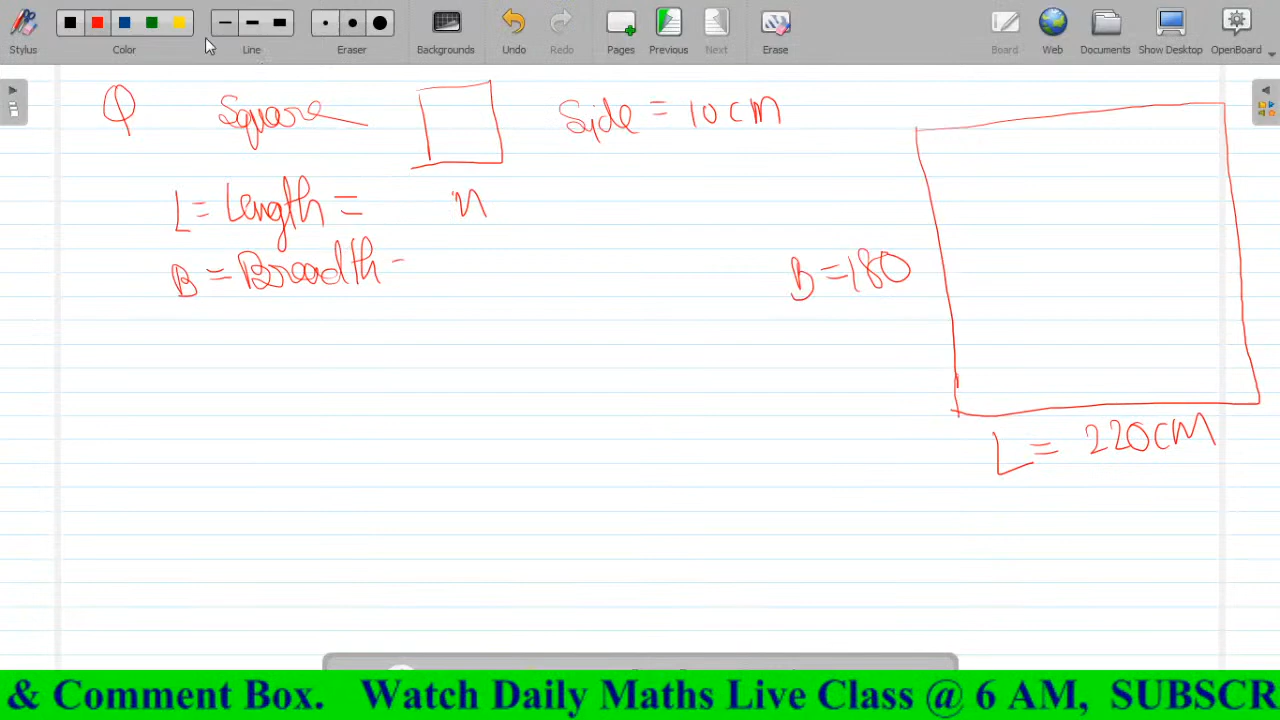 Stylus
Color
Line
Eraser
Backgrounds
Undo
Redo
Pages
Previous
Next
Erase
Board
Web
Documents
Show Desktop
OpenBoard
Q Square Side = 10 cm
L = Length = n
B = Breadth -
B = 180
L = 220 cm
& Comment Box. Watch Daily Maths Live Class @ 6 AM, SUBSCR